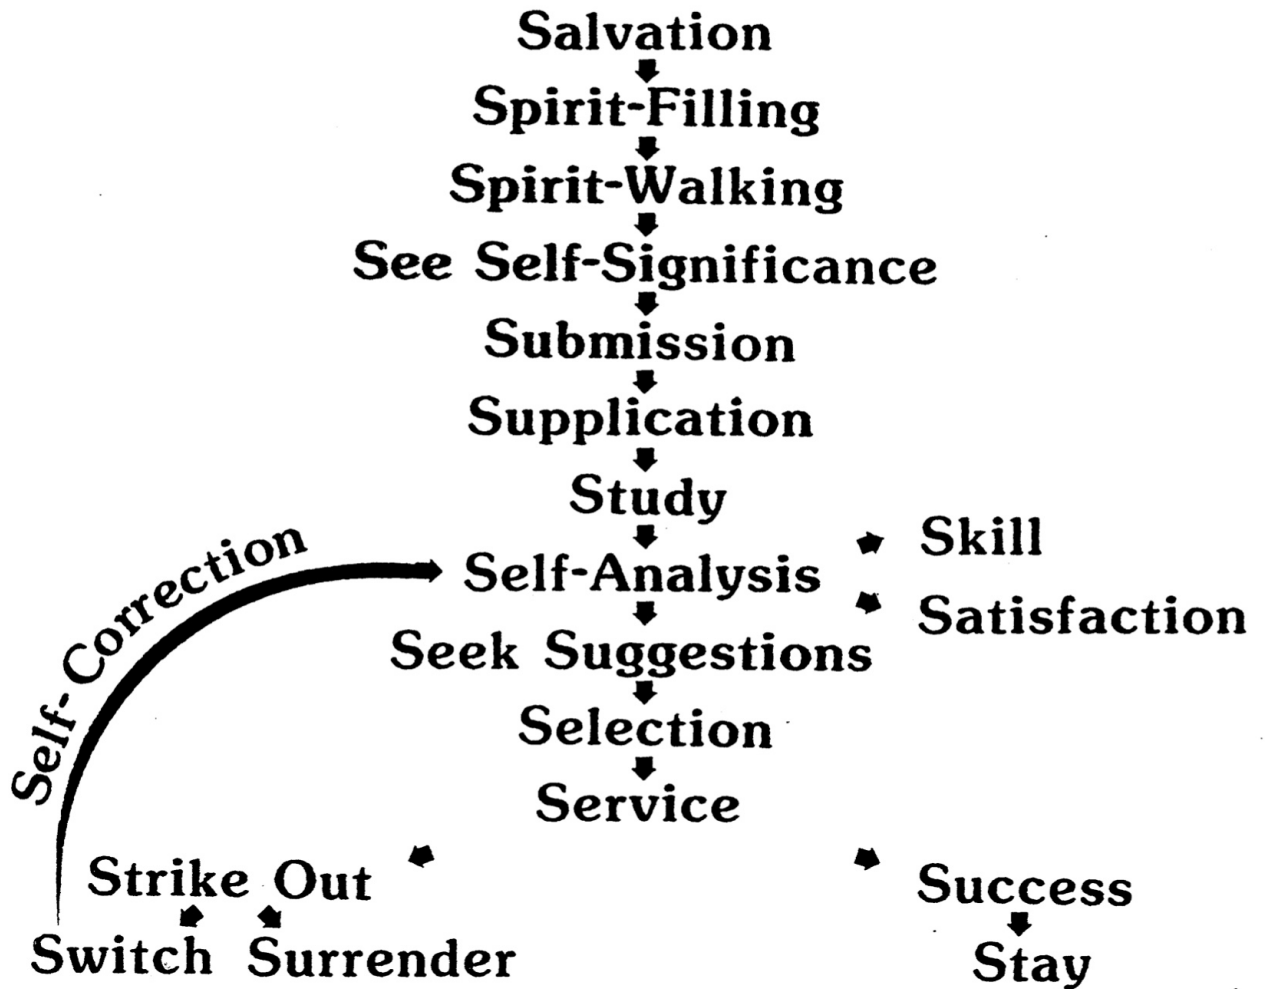 Salvation
Spirit-Filling
Spirit-Walking
See Self-Significance
Submission
Supplication
Study
Skill
Self-Analysis
Satisfaction
Self-Correction
Seek Suggestions
Selection
Service
Strike Out
Success
Switch Surrender
Stay